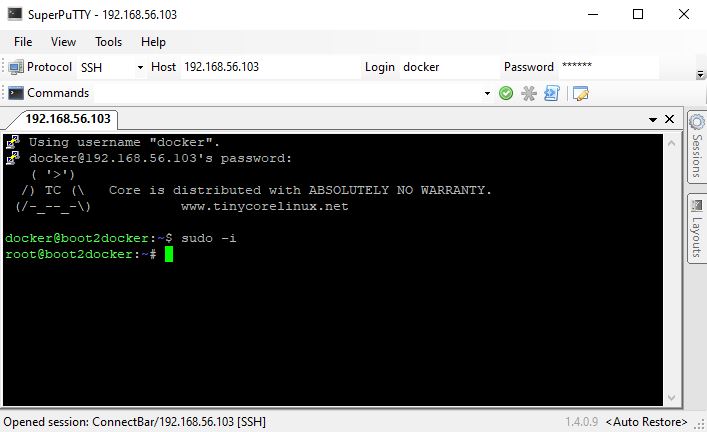 SuperPuTTY - 192.168.56.103
File View Tools Help
Protocol SSH Host 192.168.56.103 Login docker Password ******
Commands
192.168.56.103
Using username "docker".
docker@192.168.56.103's password:
( '>')
/) TC (\   Core is distributed with ABSOLUTELY NO WARRANTY.
(/-_--_-\)           www.tinycorelinux.net
docker@boot2docker:~$ sudo -i
root@boot2docker:~#
Sessions
Layouts
Opened session: ConnectBar/192.168.56.103 [SSH] 1.4.0.9 <Auto Restore>